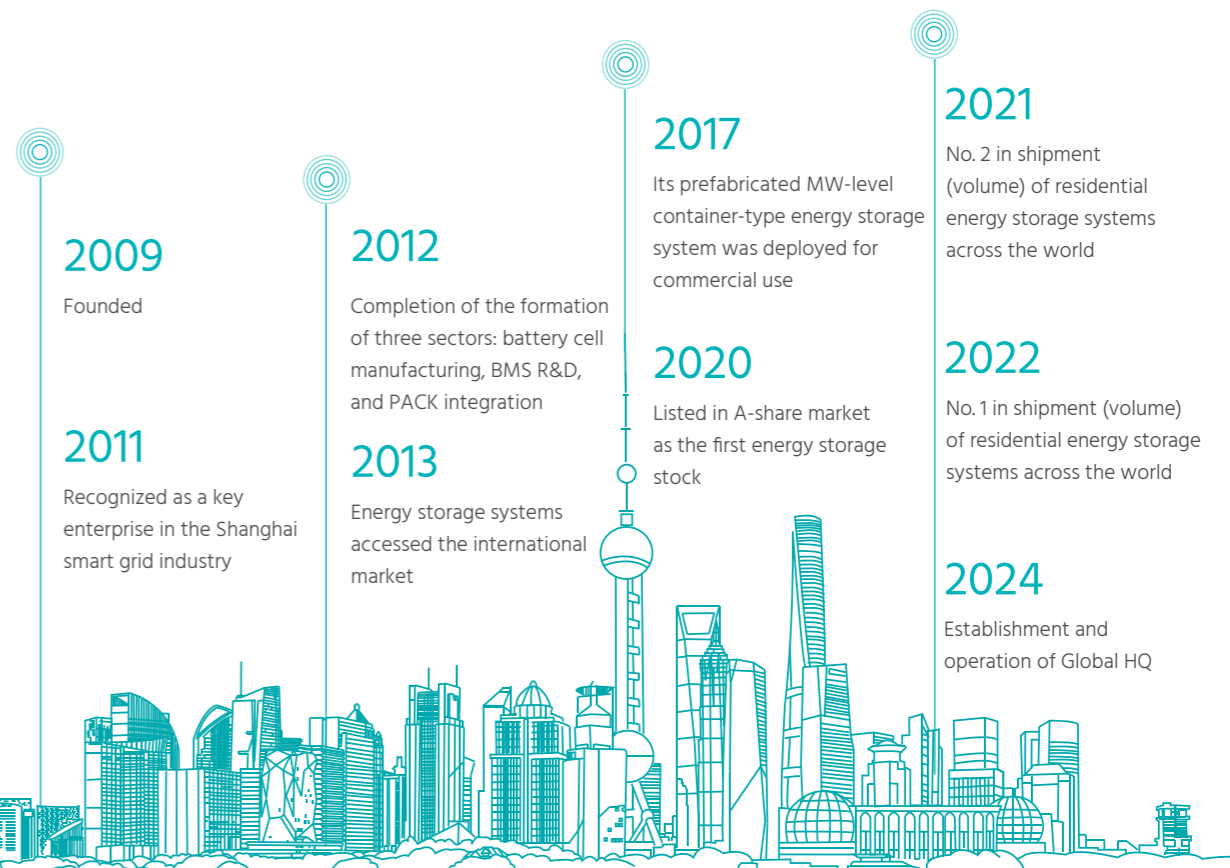 2009
Founded
2011
Recognized as a key
enterprise in the Shanghai
smart grid industry
2012
Completion of the formation
of three sectors: battery cell
manufacturing, BMS R&D,
and PACK integration
2013
Energy storage systems
accessed the international
market
2017
Its prefabricated MW-level
container-type energy storage
system was deployed for
commercial use
2020
Listed in A-share market
as the first energy storage
stock
2021
No. 2 in shipment
(volume) of residential
energy storage systems
across the world
2022
No. 1 in shipment (volume)
of residential energy storage
systems across the world
2024
Establishment and
operation of Global HQ